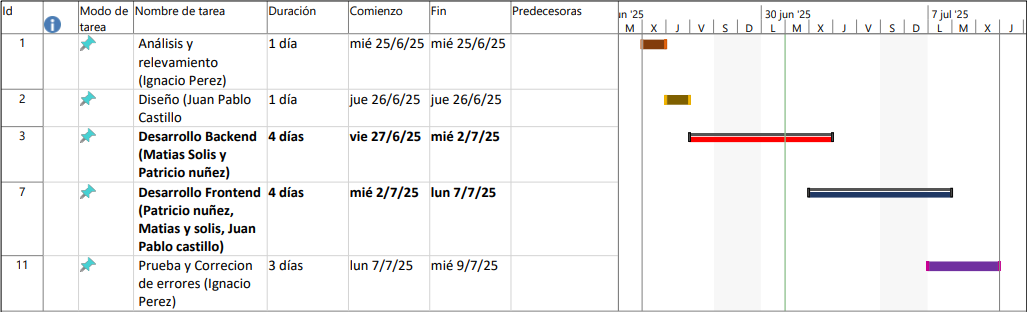 Id
Modo de tarea
Nombre de tarea
Duración
Comienzo
Fin
Predecesoras
un '25
30 jun '25
7 jul '25
M X J V S D L M X J V S D L M X J
1
Análisis y
relevamiento
(Ignacio Perez)
1 día
mié 25/6/25
mié 25/6/25
2
Diseño (Juan Pablo
Castillo
1 día
jue 26/6/25
jue 26/6/25
3
Desarrollo Backend
(Matias Solis y
Patricio nuñez)
4 días
vie 27/6/25
mié 2/7/25
7
Desarrollo Frontend
(Patricio nuñez,
Matias y solis, Juan
Pablo castillo)
4 días
mié 2/7/25
lun 7/7/25
11
Prueba y Correcion
de errores (Ignacio
Perez)
3 días
lun 7/7/25
mié 9/7/25